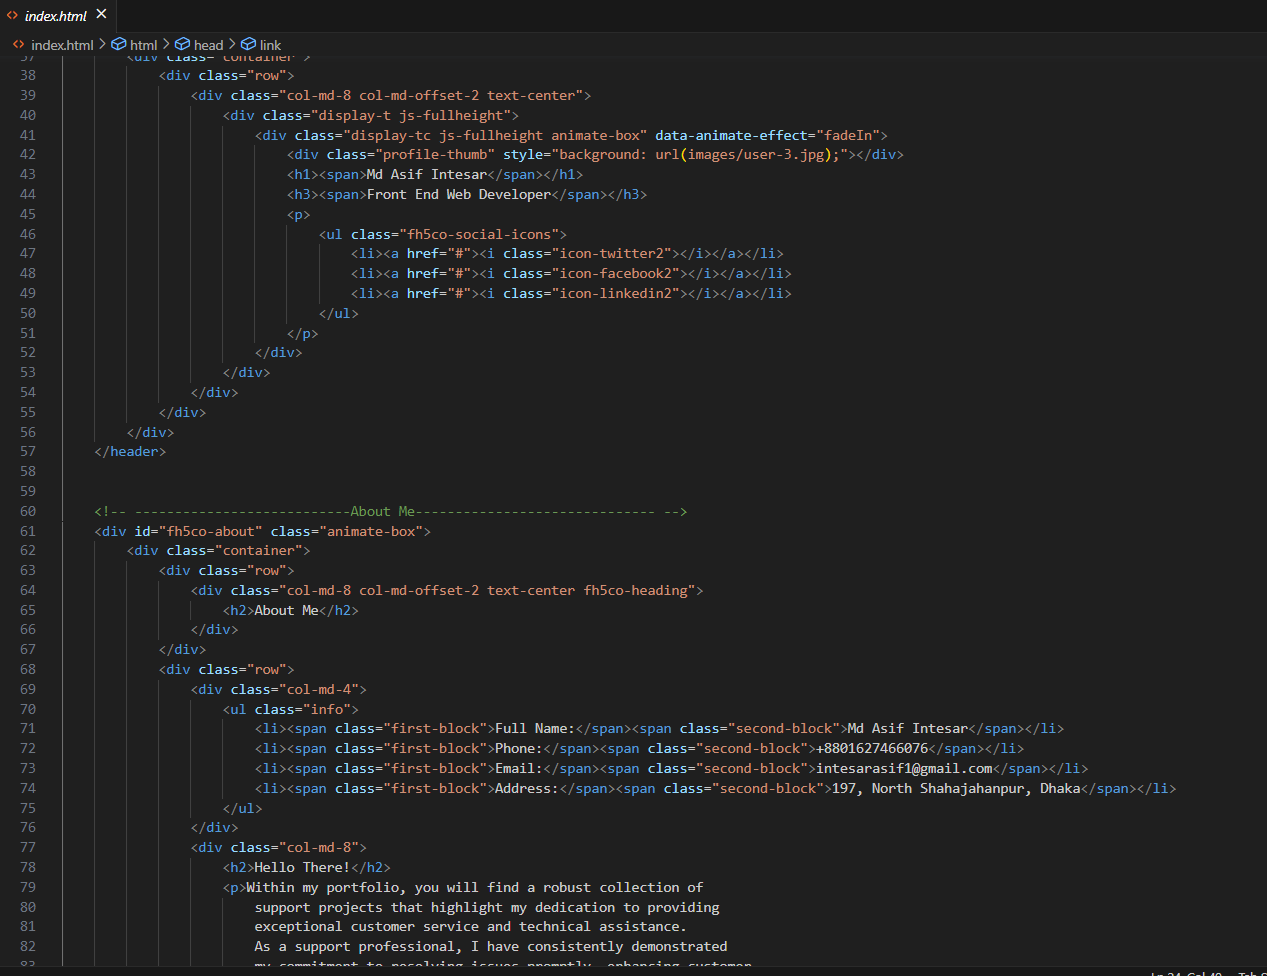 index.html
index.html > html > head > link
37 <div class="container">
38 <div class="row">
39 <div class="col-md-8 col-md-offset-2 text-center">
40 <div class="display-t js-fullheight">
41 <div class="display-tc js-fullheight animate-box" data-animate-effect="fadeIn">
42 <div class="profile-thumb" style="background: url(images/user-3.jpg);"></div>
43 <h1><span>Md Asif Intesar</span></h1>
44 <h3><span>Front End Web Developer</span></h3>
45 <p>
46 <ul class="fh5co-social-icons">
47 <li><a href="#"><i class="icon-twitter2"></i></a></li>
48 <li><a href="#"><i class="icon-facebook2"></i></a></li>
49 <li><a href="#"><i class="icon-linkedin2"></i></a></li>
50 </ul>
51 </p>
52 </div>
53 </div>
54 </div>
55 </div>
56 </div>
57 </header>
58
59
60 <!-- ---------------------------About Me------------------------------ -->
61 <div id="fh5co-about" class="animate-box">
62 <div class="container">
63 <div class="row">
64 <div class="col-md-8 col-md-offset-2 text-center fh5co-heading">
65 <h2>About Me</h2>
66 </div>
67 </div>
68 <div class="row">
69 <div class="col-md-4">
70 <ul class="info">
71 <li><span class="first-block">Full Name:</span><span class="second-block">Md Asif Intesar</span></li>
72 <li><span class="first-block">Phone:</span><span class="second-block">+8801627466076</span></li>
73 <li><span class="first-block">Email:</span><span class="second-block">intesarasif1@gmail.com</span></li>
74 <li><span class="first-block">Address:</span><span class="second-block">197, North Shahajahanpur, Dhaka</span></li>
75 </ul>
76 </div>
77 <div class="col-md-8">
78 <h2>Hello There!</h2>
79 <p>Within my portfolio, you will find a robust collection of
80 support projects that highlight my dedication to providing
81 exceptional customer service and technical assistance.
82 As a support professional, I have consistently demonstrated
83 my commitment to resolving issues promptly, enhancing customer